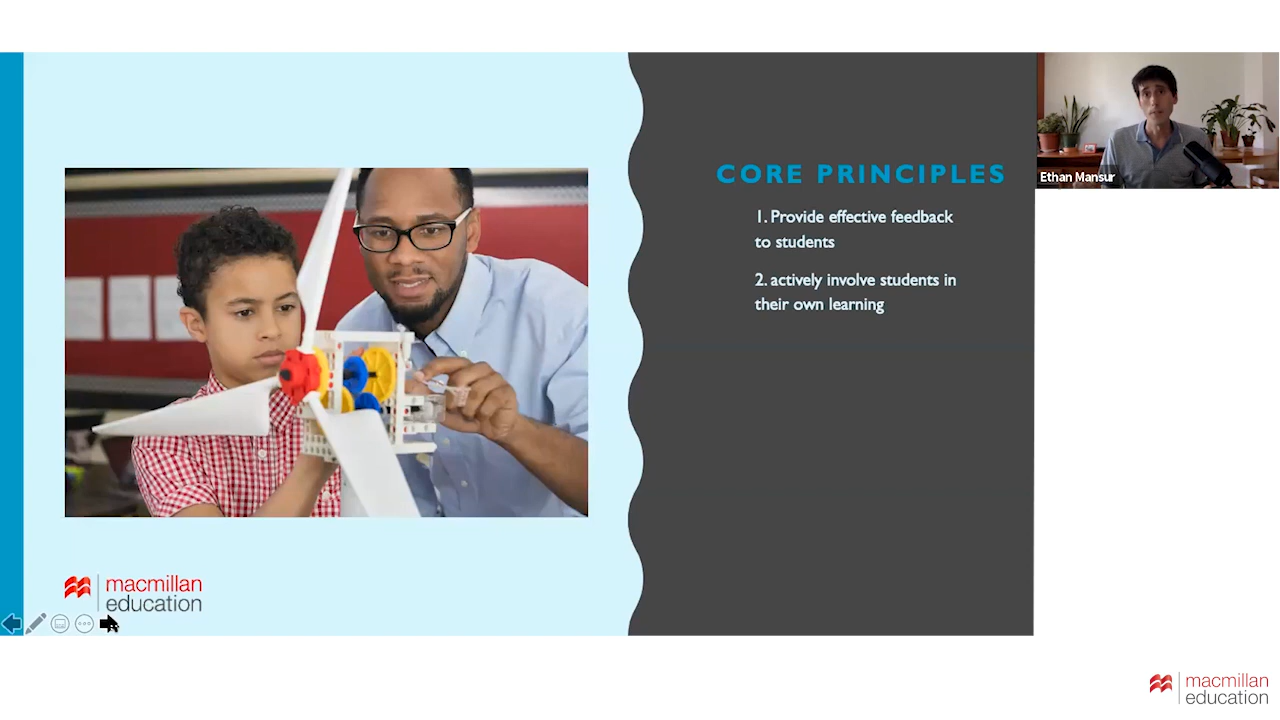 CORE PRINCIPLES
1. Provide effective feedback
to students
2. actively involve students in
their own learning
Ethan Mansur
macmillan
education
macmillan
education